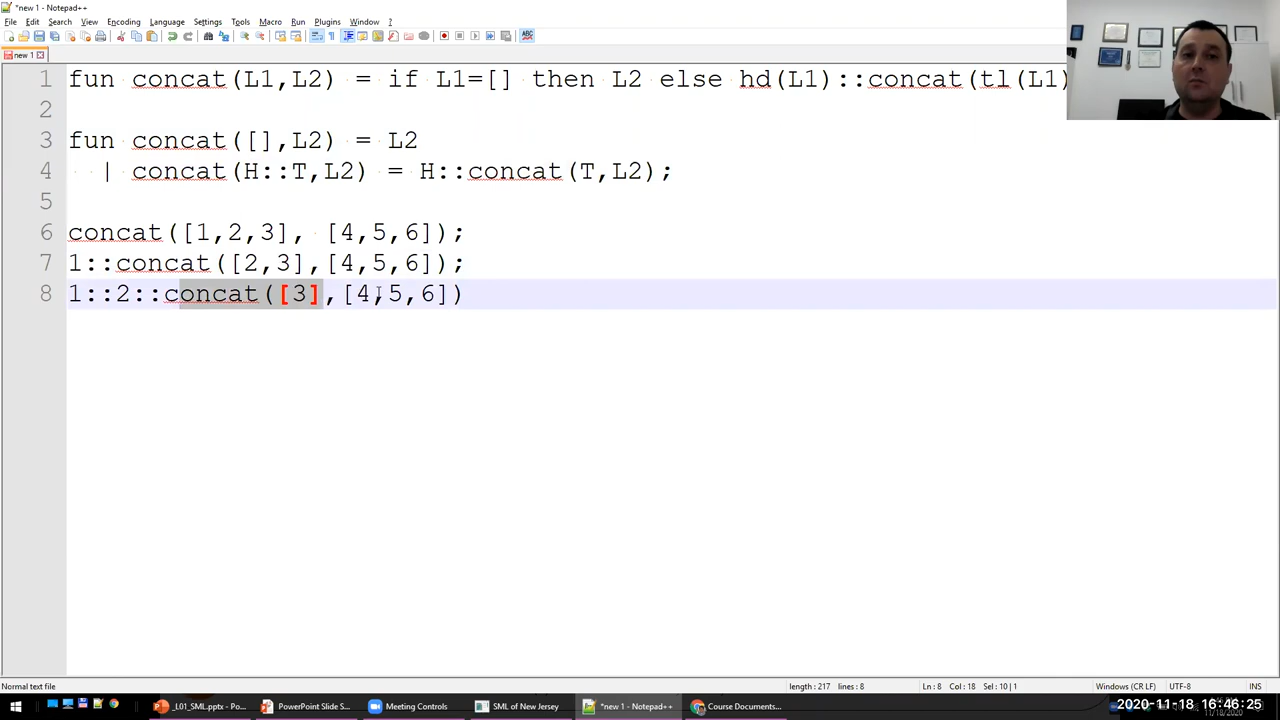 *new 1 - Notepad++
File Edit Search View Encoding Language Settings Tools Macro Run Plugins Window ?
new 1
1 fun concat(L1,L2) = if L1=[] then L2 else hd(L1)::concat(tl(L1)
2
3 fun concat([],L2) = L2
4 | concat(H::T,L2) = H::concat(T,L2);
5
6 concat([1,2,3], [4,5,6]);
7 1::concat([2,3],[4,5,6]);
8 1::2::concat([3],[4,5,6])
Normal text file length : 217 lines : 8 Ln : 8 Col : 18 Sel : 10 | 1 Windows (CR LF) UTF-8 INS
_L01_SML.pptx - Po... PowerPoint Slide S... Meeting Controls SML of New Jersey *new 1 - Notepad++ Course Documents...
2020-11-18 16:46:25
11/18/2020